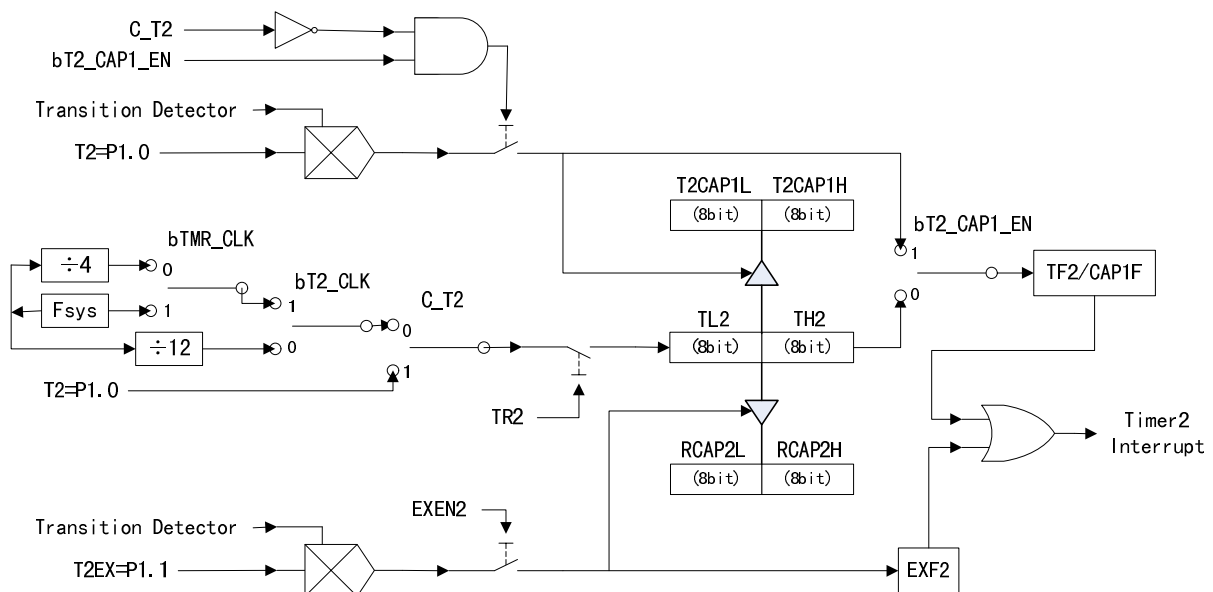 C_T2
bT2_CAP1_EN
Transition Detector
T2=P1.0
T2CAP1L T2CAP1H
(8bit) (8bit)
bT2_CAP1_EN
1
0
TF2/CAP1F
bTMR_CLK
÷4
0
Fsys
1
÷12
bT2_CLK
1
0
C_T2
0
1
T2=P1.0
TR2
TL2 TH2
(8bit) (8bit)
RCAP2L RCAP2H
(8bit) (8bit)
Timer2
Interrupt
EXEN2
Transition Detector
T2EX=P1.1
EXF2